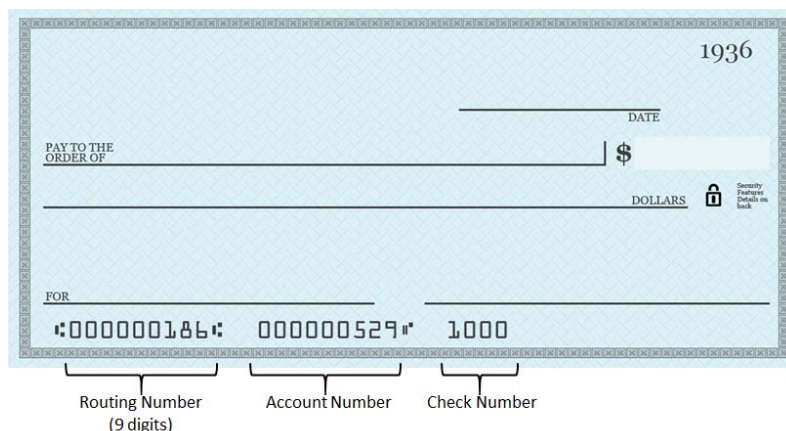 1936
DATE
PAY TO THE
ORDER OF
$
DOLLARS
Security
Features
Details on
back
FOR
⑆000000186⑆ 000000529⑈ 1000
Routing Number
(9 digits)
Account Number
Check Number